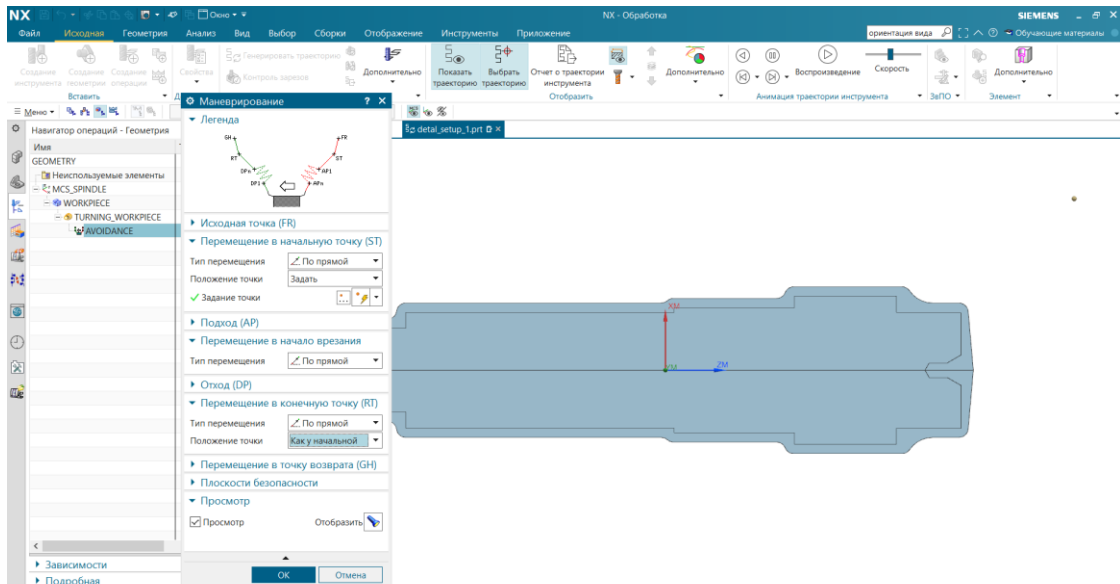 NX
Окно
NX - Обработка
SIEMENS
Файл Исходная Геометрия Анализ Вид Выбор Сборки Отображение Инструменты Приложение
ориентация вида
Обучающие материалы
Создание инструмента
Создание геометрии
Создание операции
Свойства
Генерировать траекторию
Контроль зарезов
Дополнительно
Показать траекторию
Выбрать траекторию
Отчет о траектории инструмента
Дополнительно
Воспроизведение
Скорость
Дополнительно
Вставить
Отобразить
Анимация траектории инструмента
ЗвПО
Элемент
Меню
Навигатор операций - Геометрия
Имя
GEOMETRY
Неиспользуемые элементы
MCS_SPINDLE
WORKPIECE
TURNING_WORKPIECE
AVOIDANCE
Зависимости
Подробная
Маневрирование ? X
Легенда
GH FR
RT ST
DPn AP1
DP1 APn
Исходная точка (FR)
Перемещение в начальную точку (ST)
Тип перемещения По прямой
Положение точки Задать
Задание точки
Подход (AP)
Перемещение в начало врезания
Тип перемещения По прямой
Отход (DP)
Перемещение в конечную точку (RT)
Тип перемещения По прямой
Положение точки Как у начальной
Перемещение в точку возврата (GH)
Плоскости безопасности
Просмотр
Просмотр Отобразить
OK Отмена
detal_setup_1.prt
XM
YM
ZM